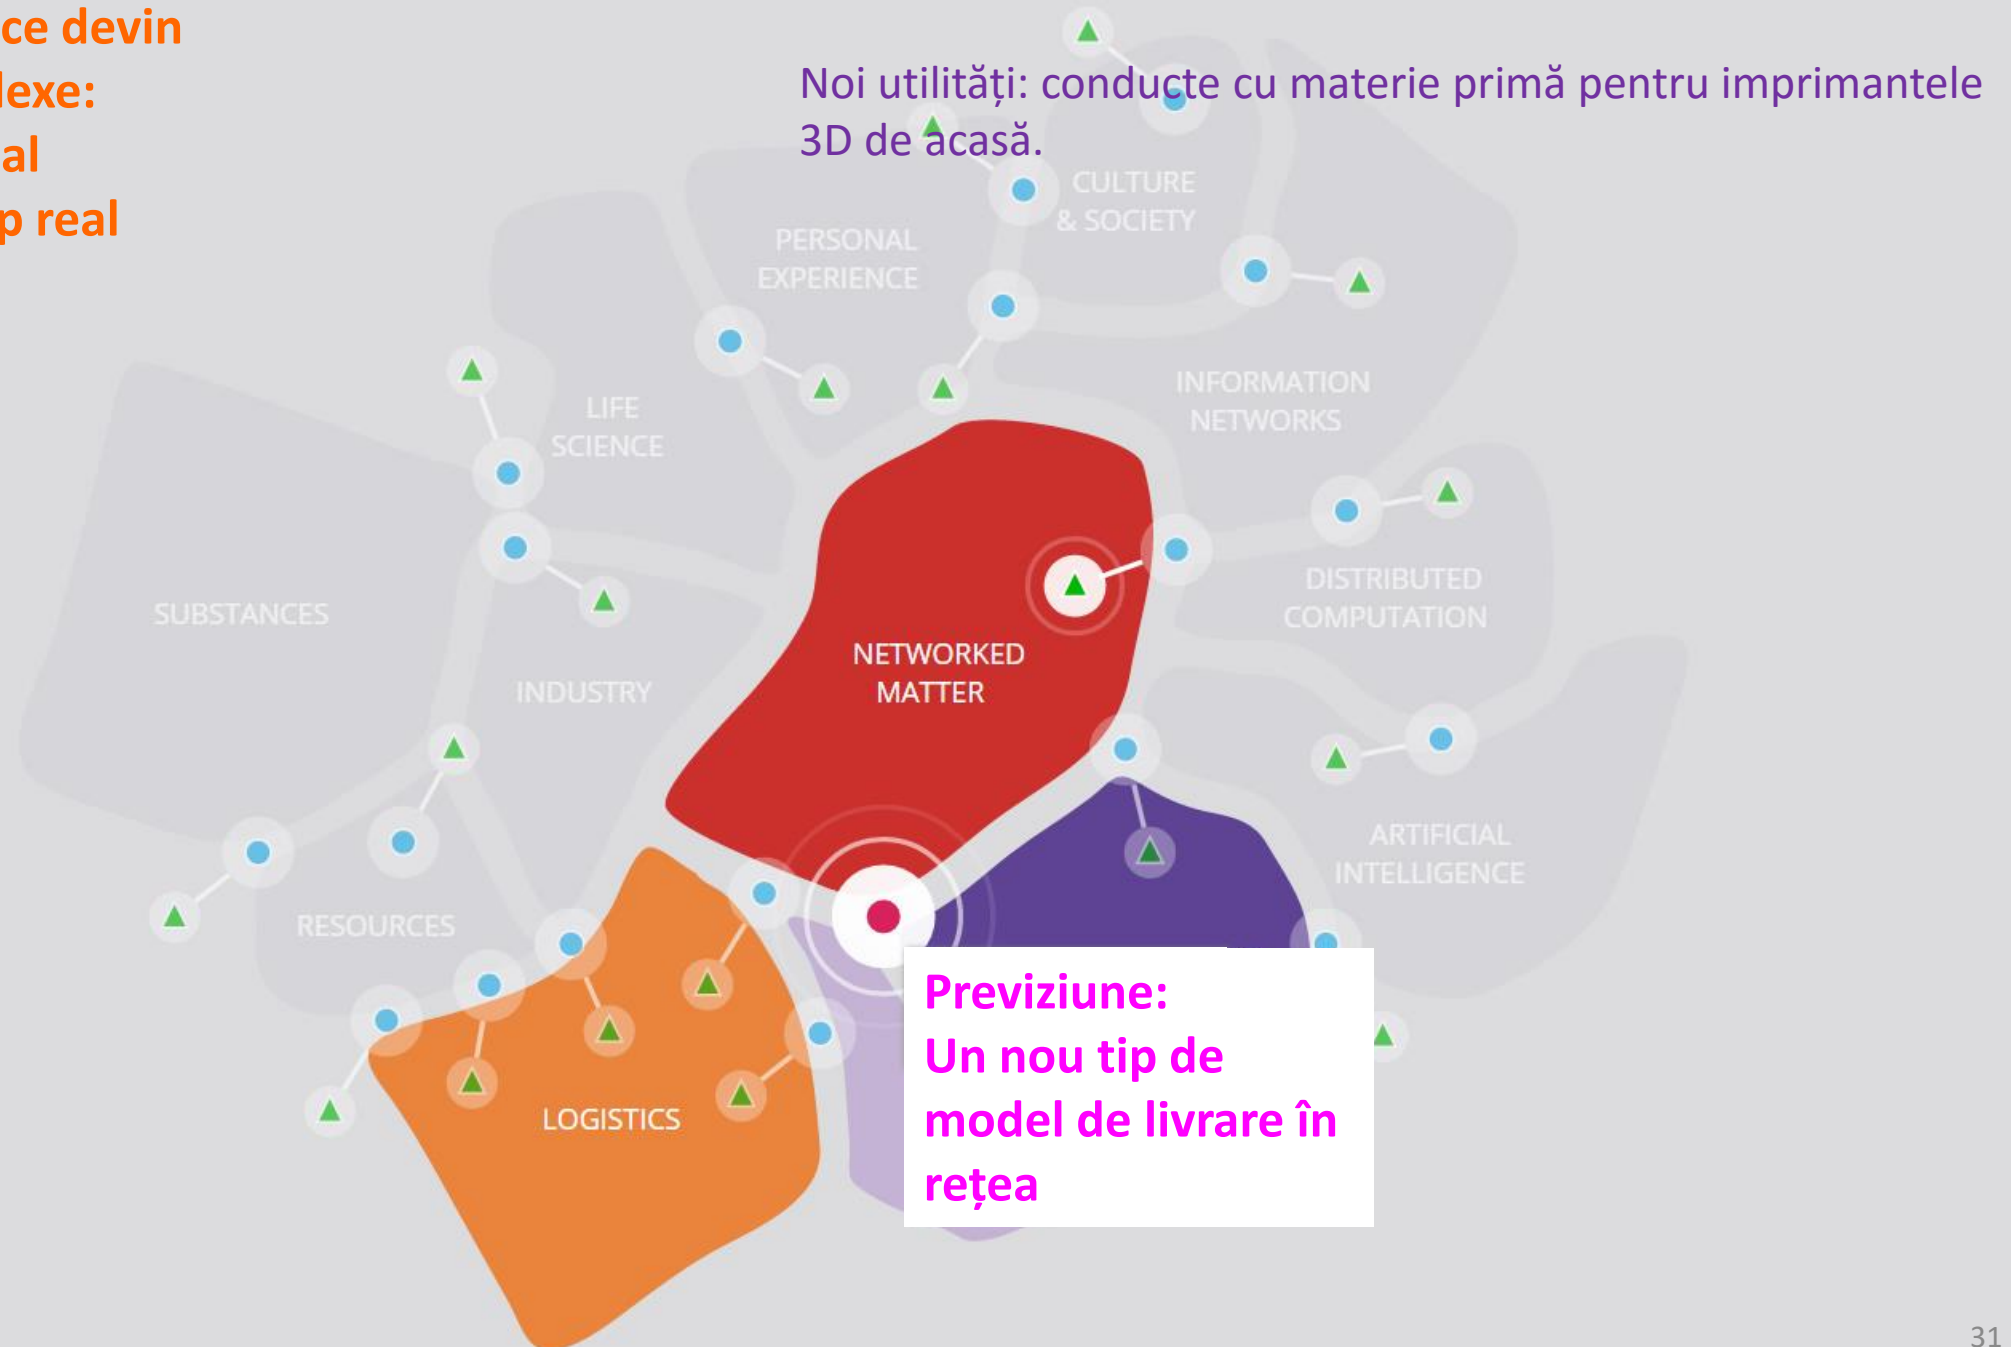 ce devin
lexe:
al
p real
Noi utilități: conducte cu materie primă pentru imprimantele
3D de acasă.
CULTURE
& SOCIETY
PERSONAL
EXPERIENCE
INFORMATION
NETWORKS
LIFE
SCIENCE
DISTRIBUTED
COMPUTATION
SUBSTANCES
NETWORKED
MATTER
INDUSTRY
ARTIFICIAL
INTELLIGENCE
RESOURCES
LOGISTICS
Previziune:
Un nou tip de
model de livrare în
rețea
31